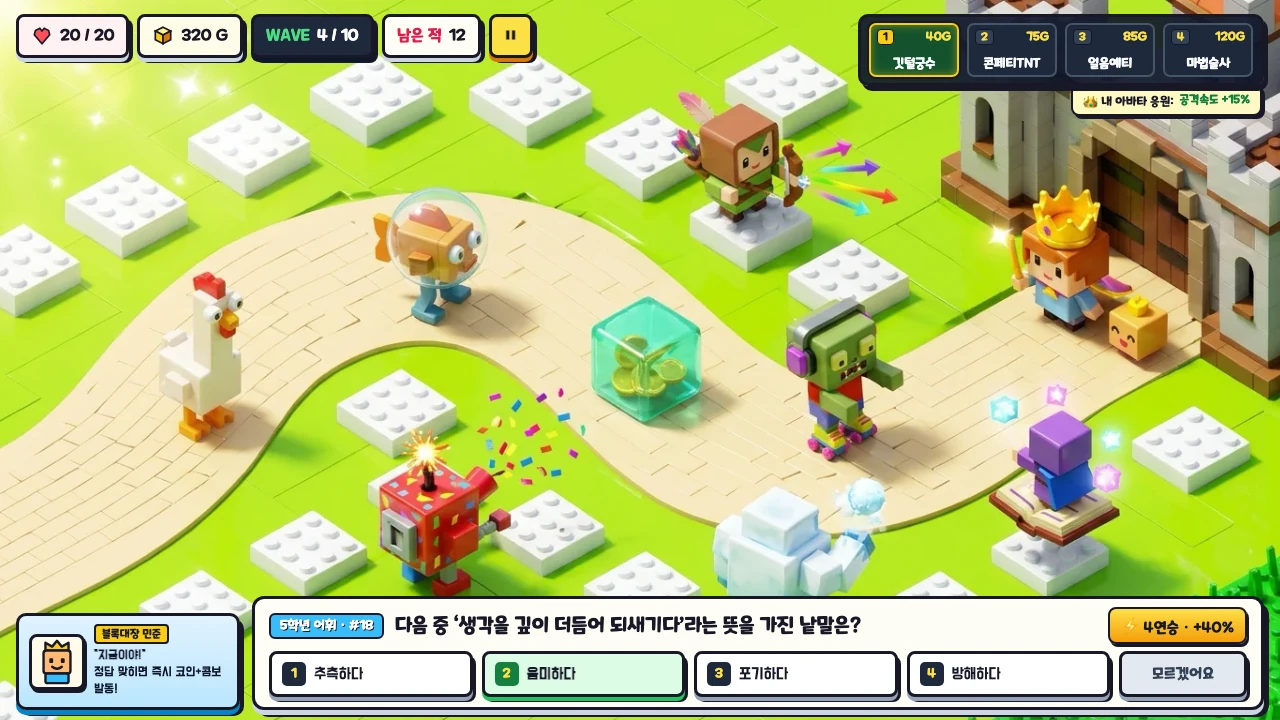 20 / 20
320 G
WAVE 4 / 10
남은 적 12
1 40G
깃털궁수
2 75G
콘페티TNT
3 85G
얼음예티
4 120G
마법술사
내 아바타 응원: 공격속도 +15%
블록대장 민준
"지금이야!"
정답 맞히면 즉시 코인+콤보
발동!
5학년 어휘 · #18
다음 중 ‘생각을 깊이 더듬어 되새기다’라는 뜻을 가진 낱말은?
4연승 · +40%
1 추측하다
2 음미하다
3 포기하다
4 방해하다
모르겠어요